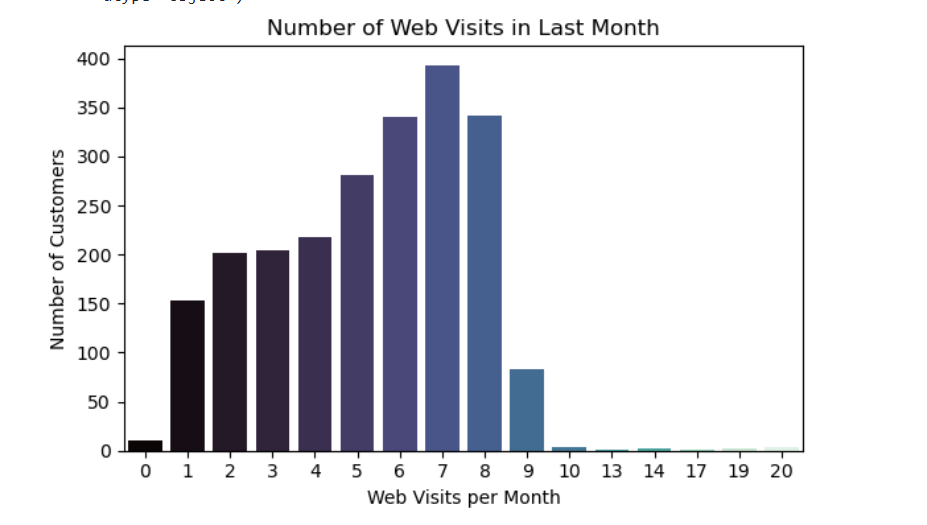 Number of Web Visits in Last Month
400
350
300
250
200
150
100
50
0
Number of Customers
0 1 2 3 4 5 6 7 8 9 10 13 14 17 19 20
Web Visits per Month